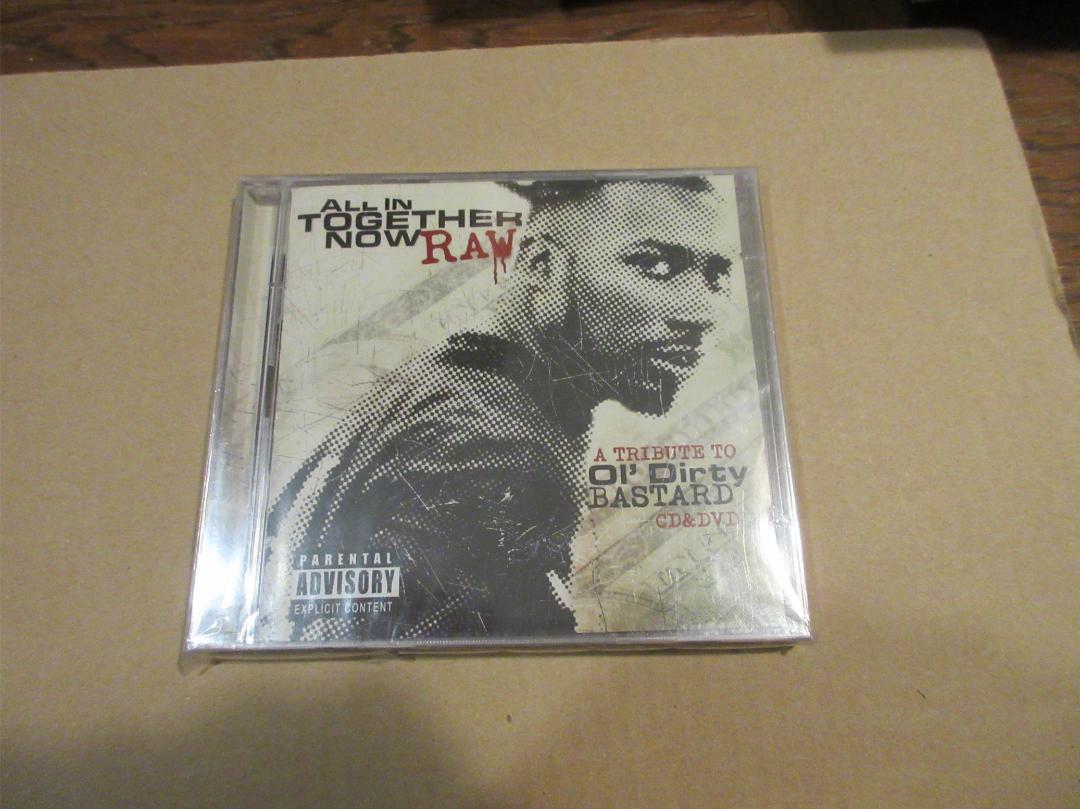 ALL IN
TOGETHER
NOW RAW
A TRIBUTE TO
Ol' Dirty
BASTARD
CD&DVD
PARENTAL
ADVISORY
EXPLICIT CONTENT